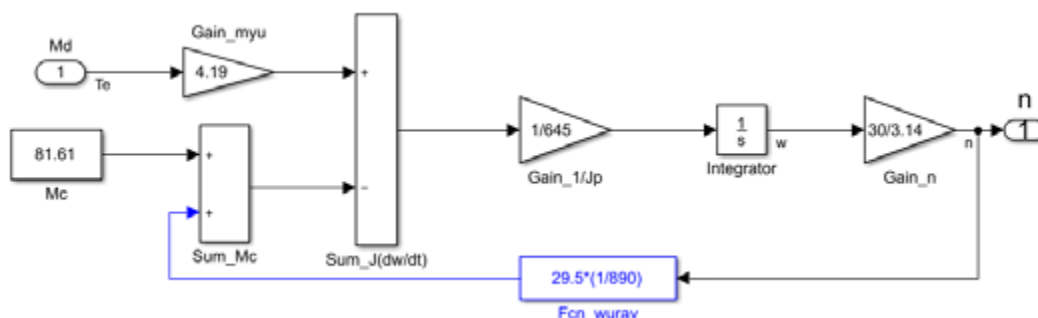 Md
1
Te
Gain_myu
4.19
+
81.61
Mc
+
+
Sum_Mc
−
Sum_J(dw/dt)
1/645
Gain_1/Jp
1
s
Integrator
w
30/3.14
Gain_n
n
n
1
29.5*(1/890)